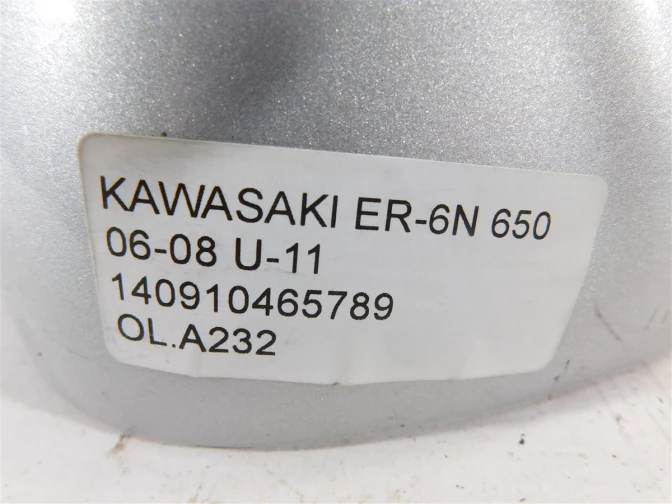 KAWASAKI ER-6N 650
06-08 U-11
140910465789
OL.A232